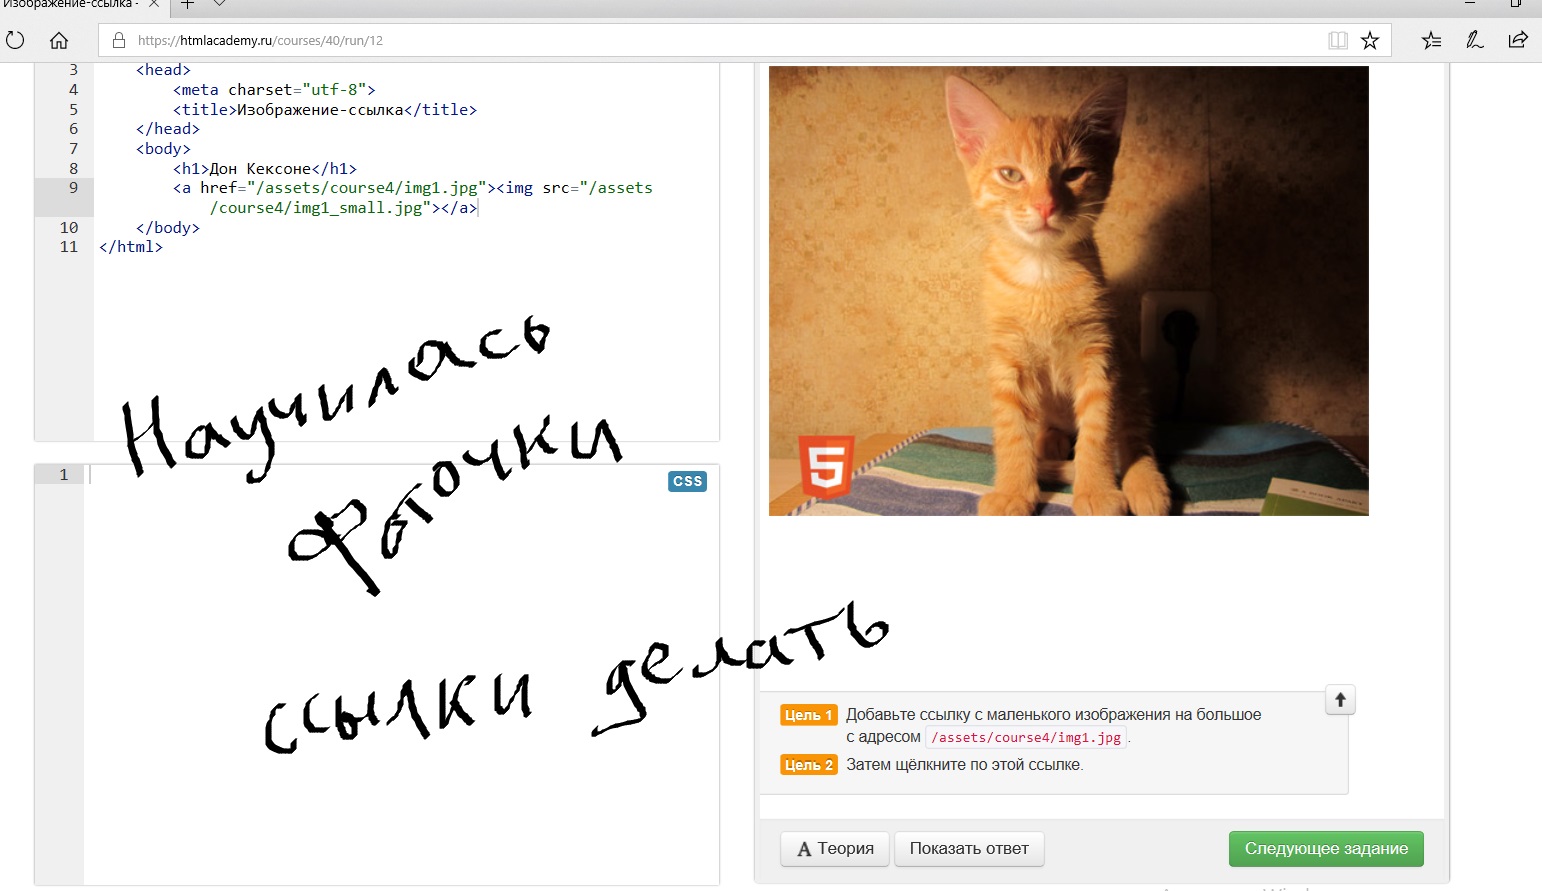 Изображение-ссылка -
https://htmlacademy.ru/courses/40/run/12
3 <head>
4 <meta charset="utf-8">
5 <title>Изображение-ссылка</title>
6 </head>
7 <body>
8 <h1>Дон Кексоне</h1>
9 <a href="/assets/course4/img1.jpg"><img src="/assets
/course4/img1_small.jpg"></a>
10 </body>
11 </html>
Научилась
фоточки
ссылки делать
1
CSS
5
Цель 1 Добавьте ссылку с маленького изображения на большое
с адресом /assets/course4/img1.jpg.
Цель 2 Затем щёлкните по этой ссылке.
A Теория
Показать ответ
Следующее задание